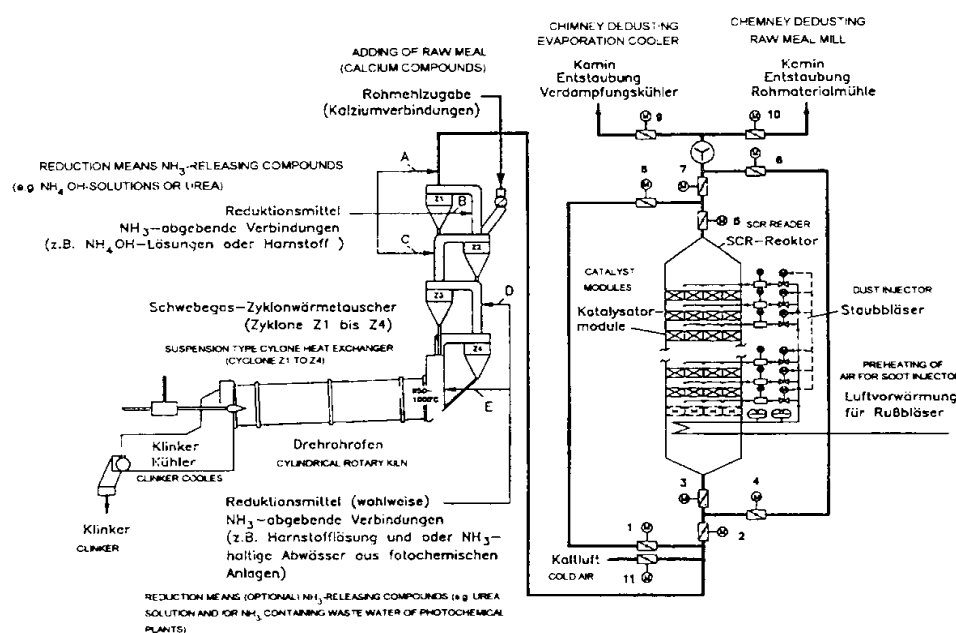 CHIMNEY DEDUSTING
EVAPORATION COOLER
Kamin
Entstaubung
Verdampfungskühler
CHEMNEY DEDUSTING
RAW MEAL MILL
Kamin
Entstaubung
Rohmaterialmühle
ADDING OF RAW MEAL
(CALCIUM COMPOUNDS)
Rohmehlzugabe
(Kalziumverbindungen)
M 9
M 10
M 6
7 M
8
M
M 5
A
REDUCTION MEANS NH₃-RELEASING COMPOUNDS
(e.g NH₄ OH-SOLUTIONS OR UREA)
Z1
B
Reduktionsmittel
NH₃-abgebende Verbindungen
(z.B. NH₄OH-Lösungen oder Harnstoff )
C
Z2
SCR READER
SCR-Reaktor
CATALYST
MODULES
Katalysator-
module
DUST INJECTOR
Staubbläser
Schwebegas-Zyklonwärmetauscher
(Zyklone Z1 bis Z4)
Z3
D
SUSPENSION TYPE CYLONE HEAT EXCHANGER
(CYCLONE Z1 TO Z4)
Z4
850-
1000°C
E
PREHEATING OF
AIR FOR SOOT INJECTOR
Luftvorwärmung
für Rußbläser
Klinker
Kühler
CLINKER COOLES
Drehrohrofen
CYLINDRICAL ROTARY KILN
Klinker
CLINKER
Reduktionsmittel (wahlweise)
NH₃-abgebende Verbindungen
(z.B. Harnstofflösung und oder NH₃-
haltige Abwässer aus fotochemischen
Anlagen)
REDUCTION MEANS (OPTIONAL) NH₃-RELEASING COMPOUNDS (e.g. UREA
SOLUTION AND /OR NH₃ CONTAINING WASTE WATER OF PHOTOCHEMICAL
PLANTS)
3
M
4
M
1
M
M 2
Kaltluft
COLD AIR
11 M